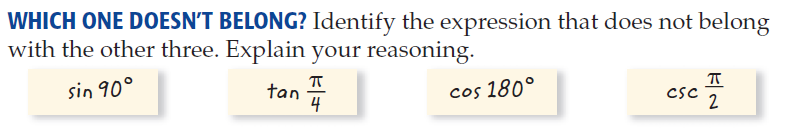 WHICH ONE DOESN'T BELONG? Identify the expression that does not belong
with the other three. Explain your reasoning.
sin 90° tan π/4 cos 180° csc π/2